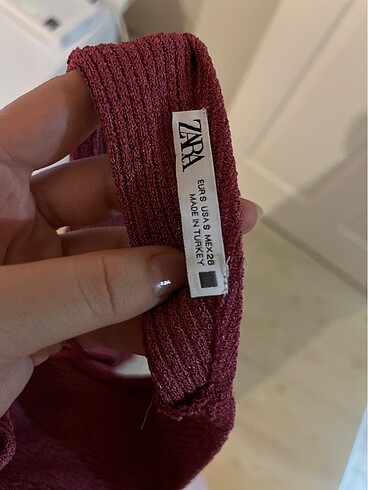 ZARA
EUR S USA S MEX 26
MADE IN TURKEY